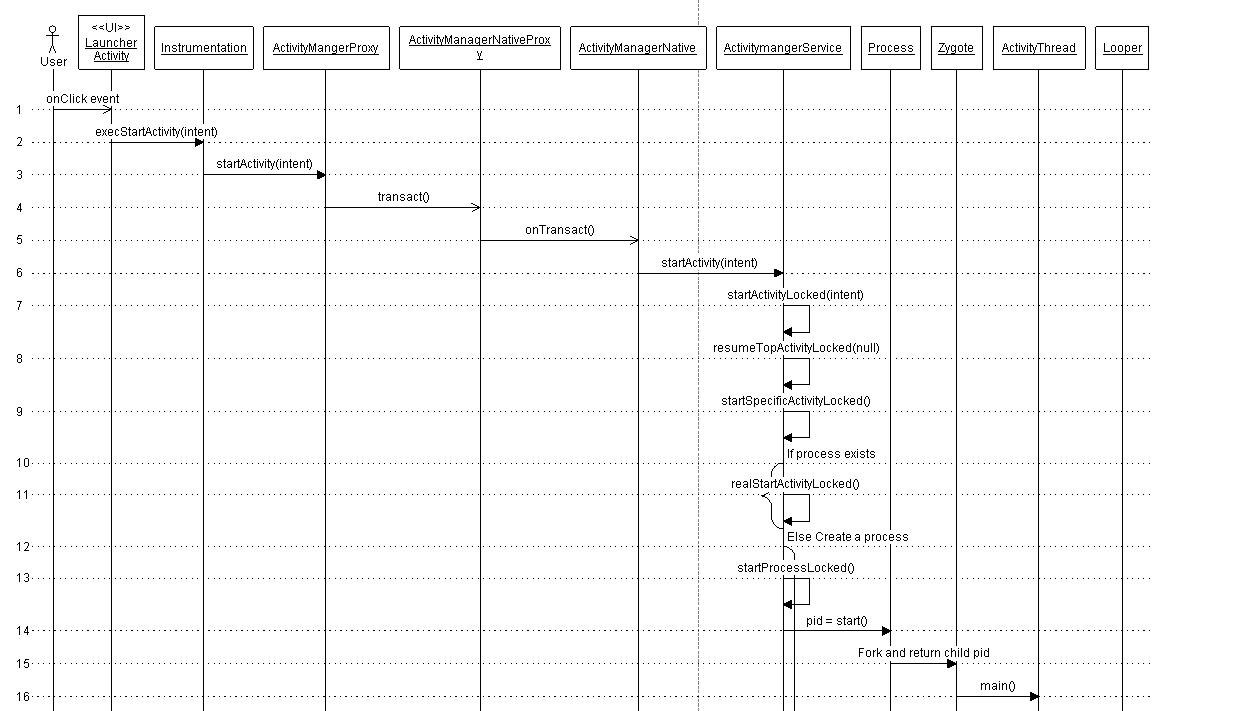 <<UI>>
Launcher
Activity
Instrumentation
ActivityMangerProxy
ActivityManagerNativeProx
y
ActivityManagerNative
ActivitymangerService
Process
Zygote
ActivityThread
Looper
User
onClick event
1
execStartActivity(intent)
2
startActivity(intent)
3
transact()
4
onTransact()
5
startActivity(intent)
6
startActivityLocked(intent)
7
resumeTopActivityLocked(null)
8
startSpecificActivityLocked()
9
If process exists
10
realStartActivityLocked()
11
Else Create a process
12
startProcessLocked()
13
pid = start()
14
Fork and return child pid
15
main()
16